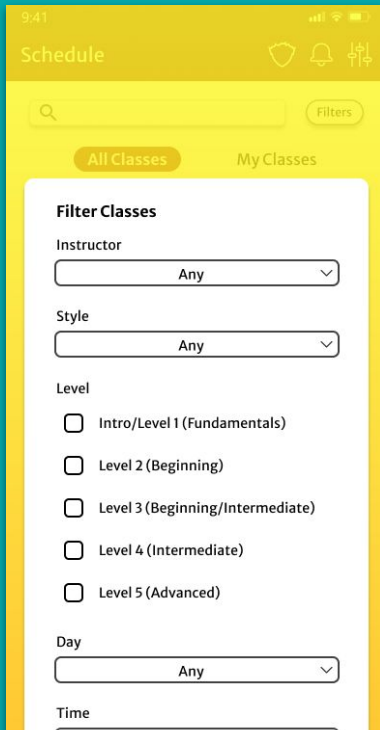 9:41
Schedule
Filters
All Classes
My Classes
Filter Classes
Instructor
Any
Style
Any
Level
Intro/Level 1 (Fundamentals)
Level 2 (Beginning)
Level 3 (Beginning/Intermediate)
Level 4 (Intermediate)
Level 5 (Advanced)
Day
Any
Time